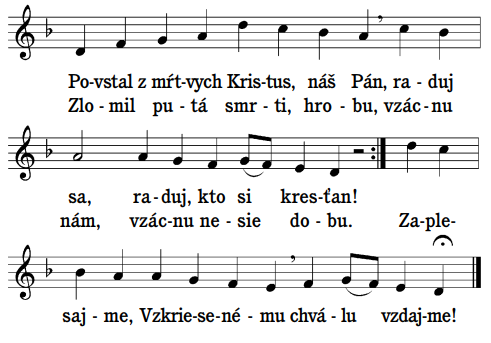 Po-vstal z mŕt-vych Kris-tus, náš Pán, ra - duj
Zlo - mil pu - tá smr - ti, hro - bu, vzác - nu
sa, ra - duj, kto si kres-ťan!
nám, vzác - nu ne - sie do - bu. Za-ple-
saj - me, Vzkrie-se-né - mu chvá - lu vzdaj-me!